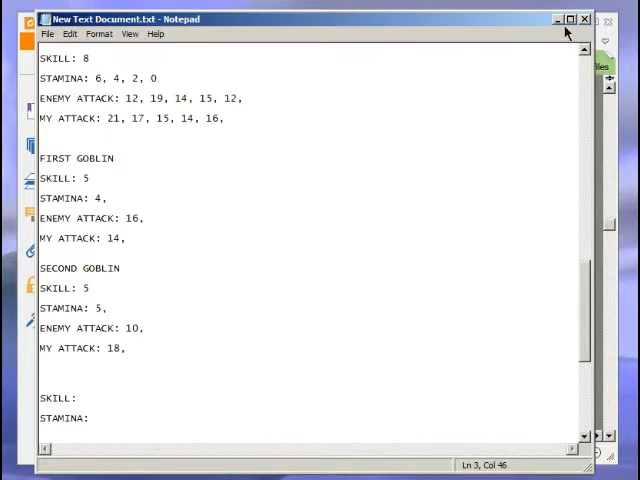 New Text Document.txt - Notepad
File Edit Format View Help
SKILL: 8
STAMINA: 6, 4, 2, 0
ENEMY ATTACK: 12, 19, 14, 15, 12,
MY ATTACK: 21, 17, 15, 14, 16,
FIRST GOBLIN
SKILL: 5
STAMINA: 4,
ENEMY ATTACK: 16,
MY ATTACK: 14,
SECOND GOBLIN
SKILL: 5
STAMINA: 5,
ENEMY ATTACK: 10,
MY ATTACK: 18,
SKILL:
STAMINA:
Ln 3, Col 46